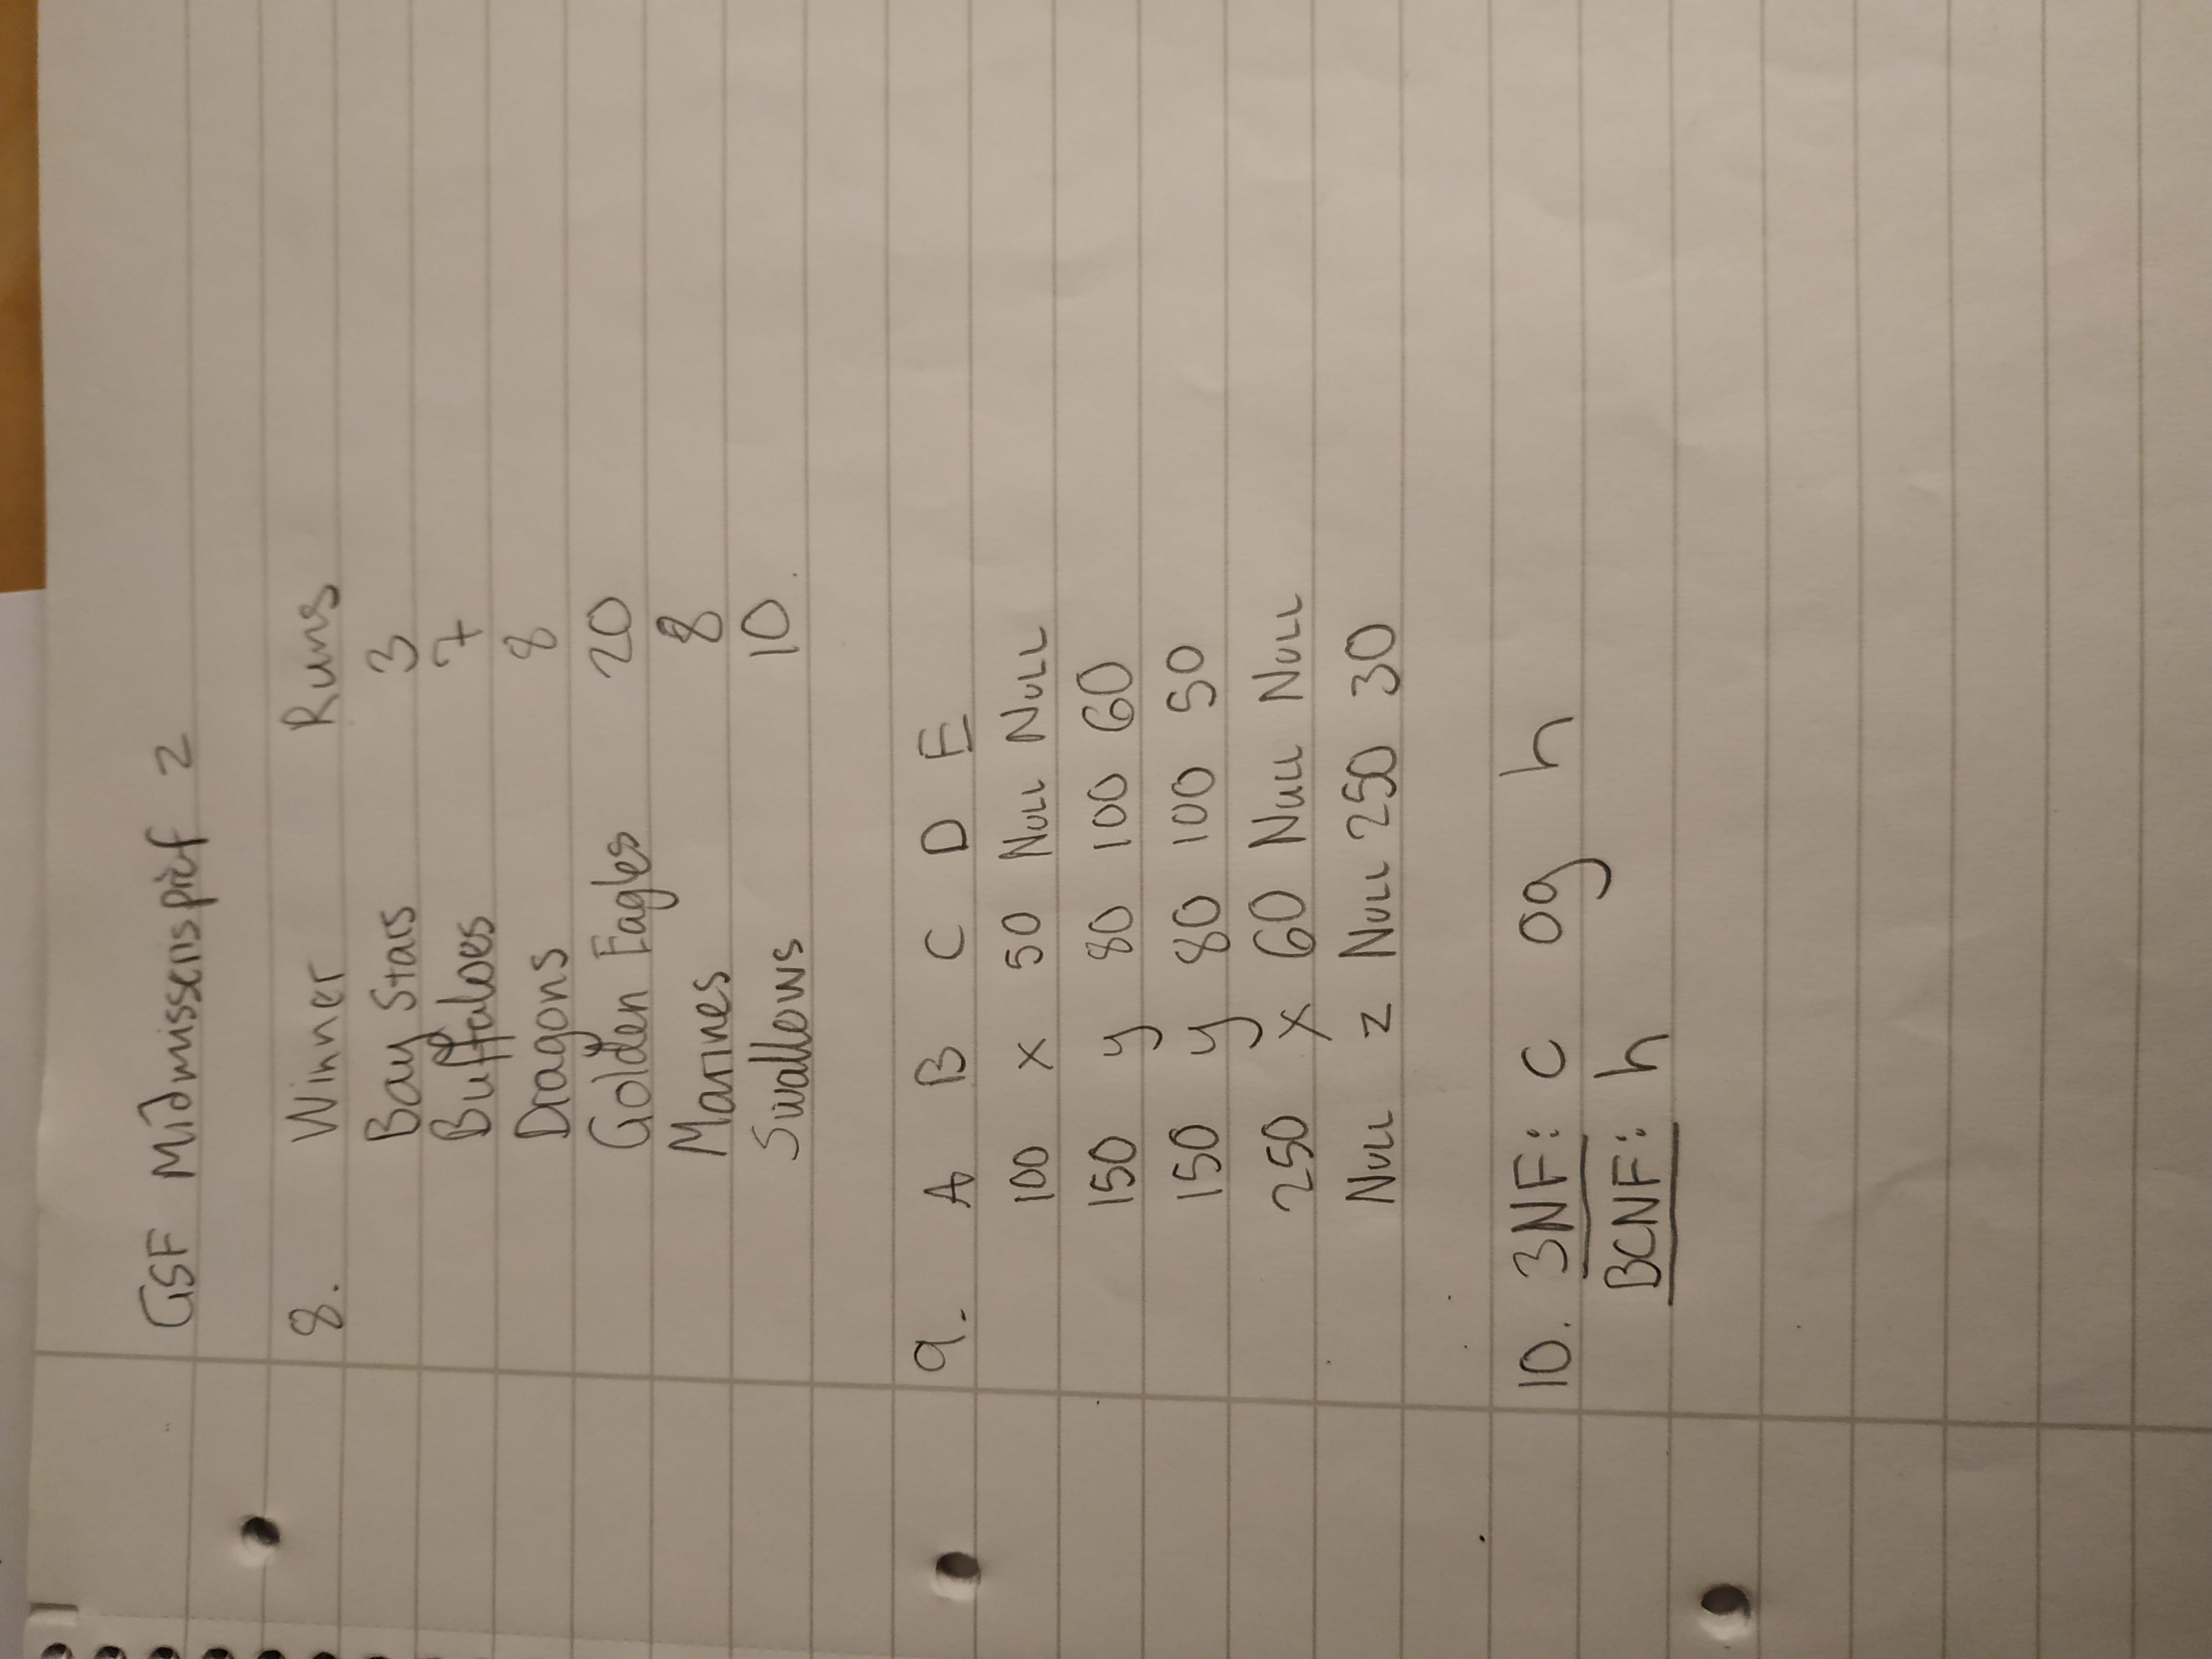 GSF Miðmissserispróf 2
8. Winner Runs
Bay Stars 3
Buffaloes 7
Dragons 8
Golden Eagles 20
Marines 8
Swallows 10
9. A B C D E
100 x 50 NULL NULL
150 y 80 100 60
150 y 80 100 50
250 x 60 NULL NULL
NULL z NULL 250 30
10. 3NF: c og h
BCNF: h